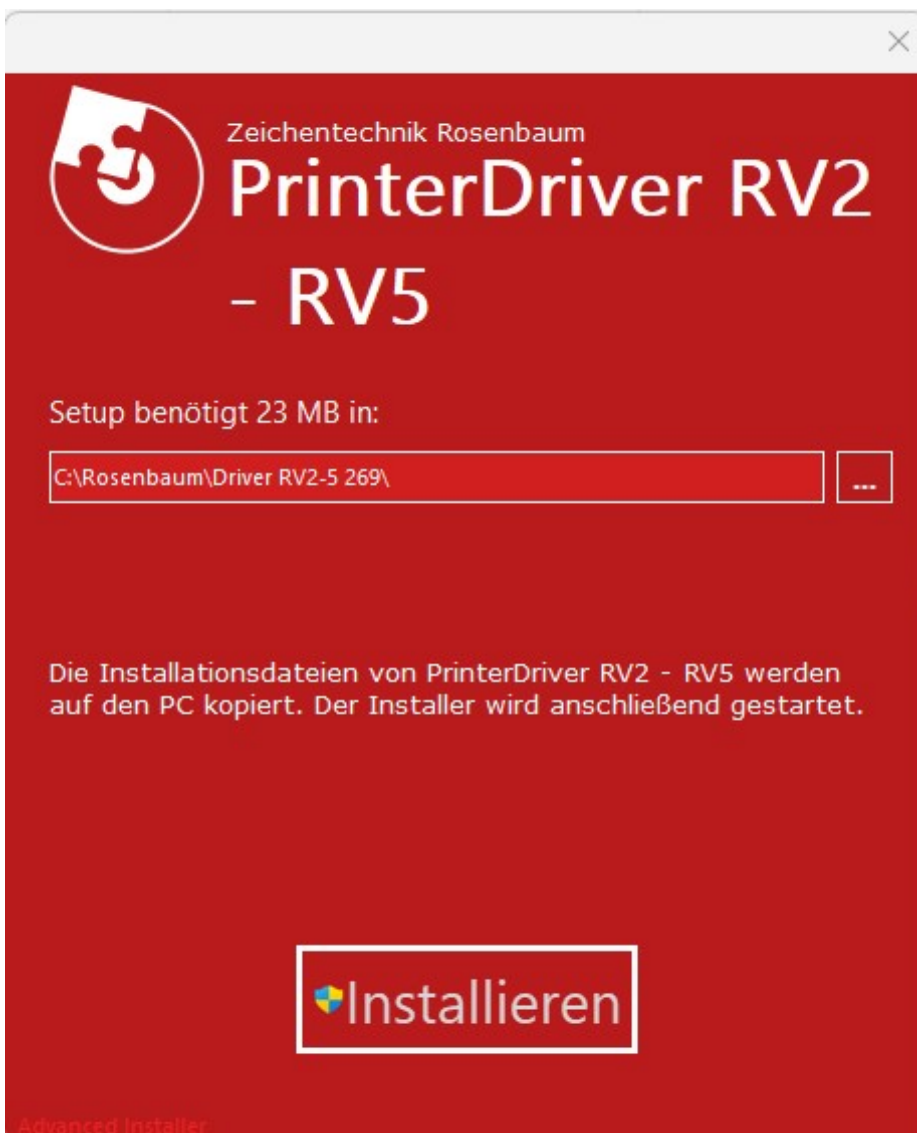 Zeichentechnik Rosenbaum
PrinterDriver RV2
- RV5
Setup benötigt 23 MB in:
C:\Rosenbaum\Driver RV2-5 269\
...
Die Installationsdateien von PrinterDriver RV2 - RV5 werden
auf den PC kopiert. Der Installer wird anschließend gestartet.
Installieren
Advanced Installer